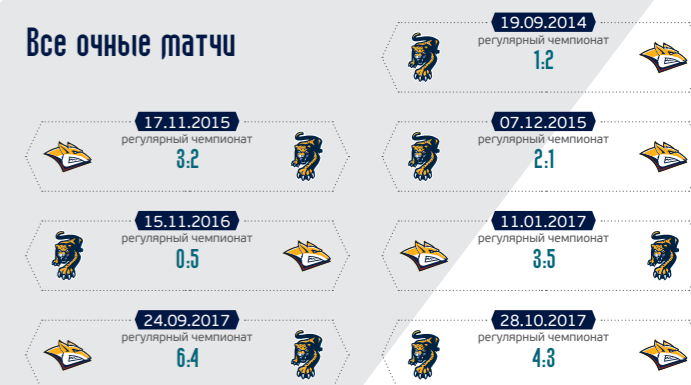 Все очные матчи
19.09.2014
регулярный чемпионат
1:2
17.11.2015
регулярный чемпионат
3:2
07.12.2015
регулярный чемпионат
2:1
15.11.2016
регулярный чемпионат
0:5
11.01.2017
регулярный чемпионат
3:5
24.09.2017
регулярный чемпионат
6:4
28.10.2017
регулярный чемпионат
4:3